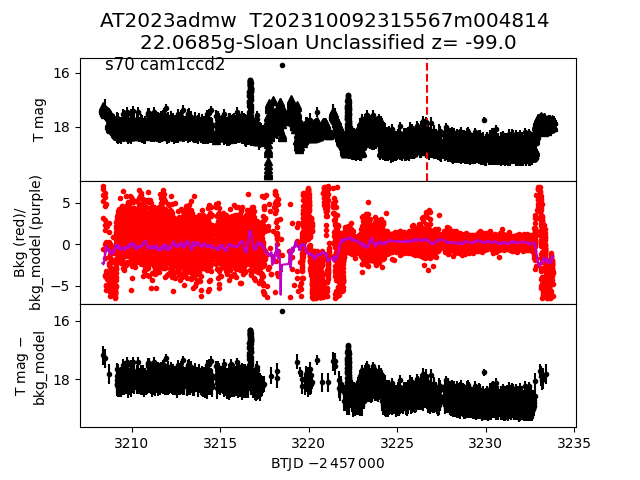 AT2023admw  T202310092315567m004814
22.0685g-Sloan Unclassified z= -99.0
s70 cam1ccd2
16
18
T mag
5
0
−5
Bkg (red)/
bkg_model (purple)
16
18
T mag −
bkg_model
3210 3215 3220 3225 3230 3235
BTJD −2 457 000